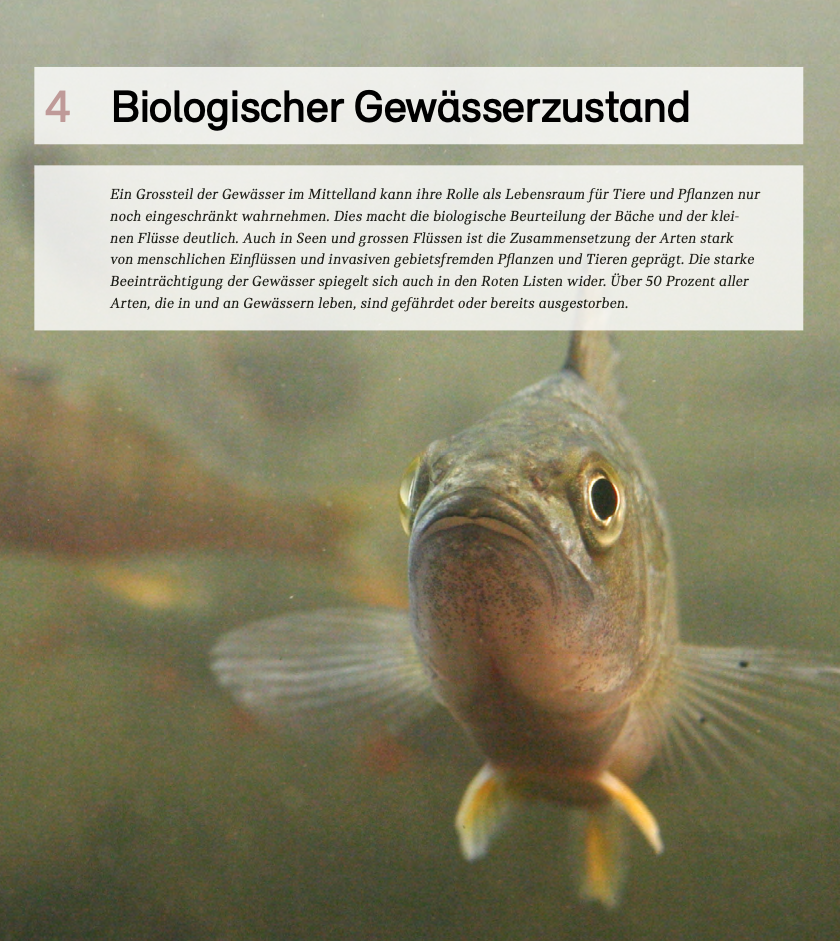 4 Biologischer Gewässerzustand
Ein Grossteil der Gewässer im Mittelland kann ihre Rolle als Lebensraum für Tiere und Pflanzen nur
noch eingeschränkt wahrnehmen. Dies macht die biologische Beurteilung der Bäche und der klei-
nen Flüsse deutlich. Auch in Seen und grossen Flüssen ist die Zusammensetzung der Arten stark
von menschlichen Einflüssen und invasiven gebietsfremden Pflanzen und Tieren geprägt. Die starke
Beeinträchtigung der Gewässer spiegelt sich auch in den Roten Listen wider. Über 50 Prozent aller
Arten, die in und an Gewässern leben, sind gefährdet oder bereits ausgestorben.